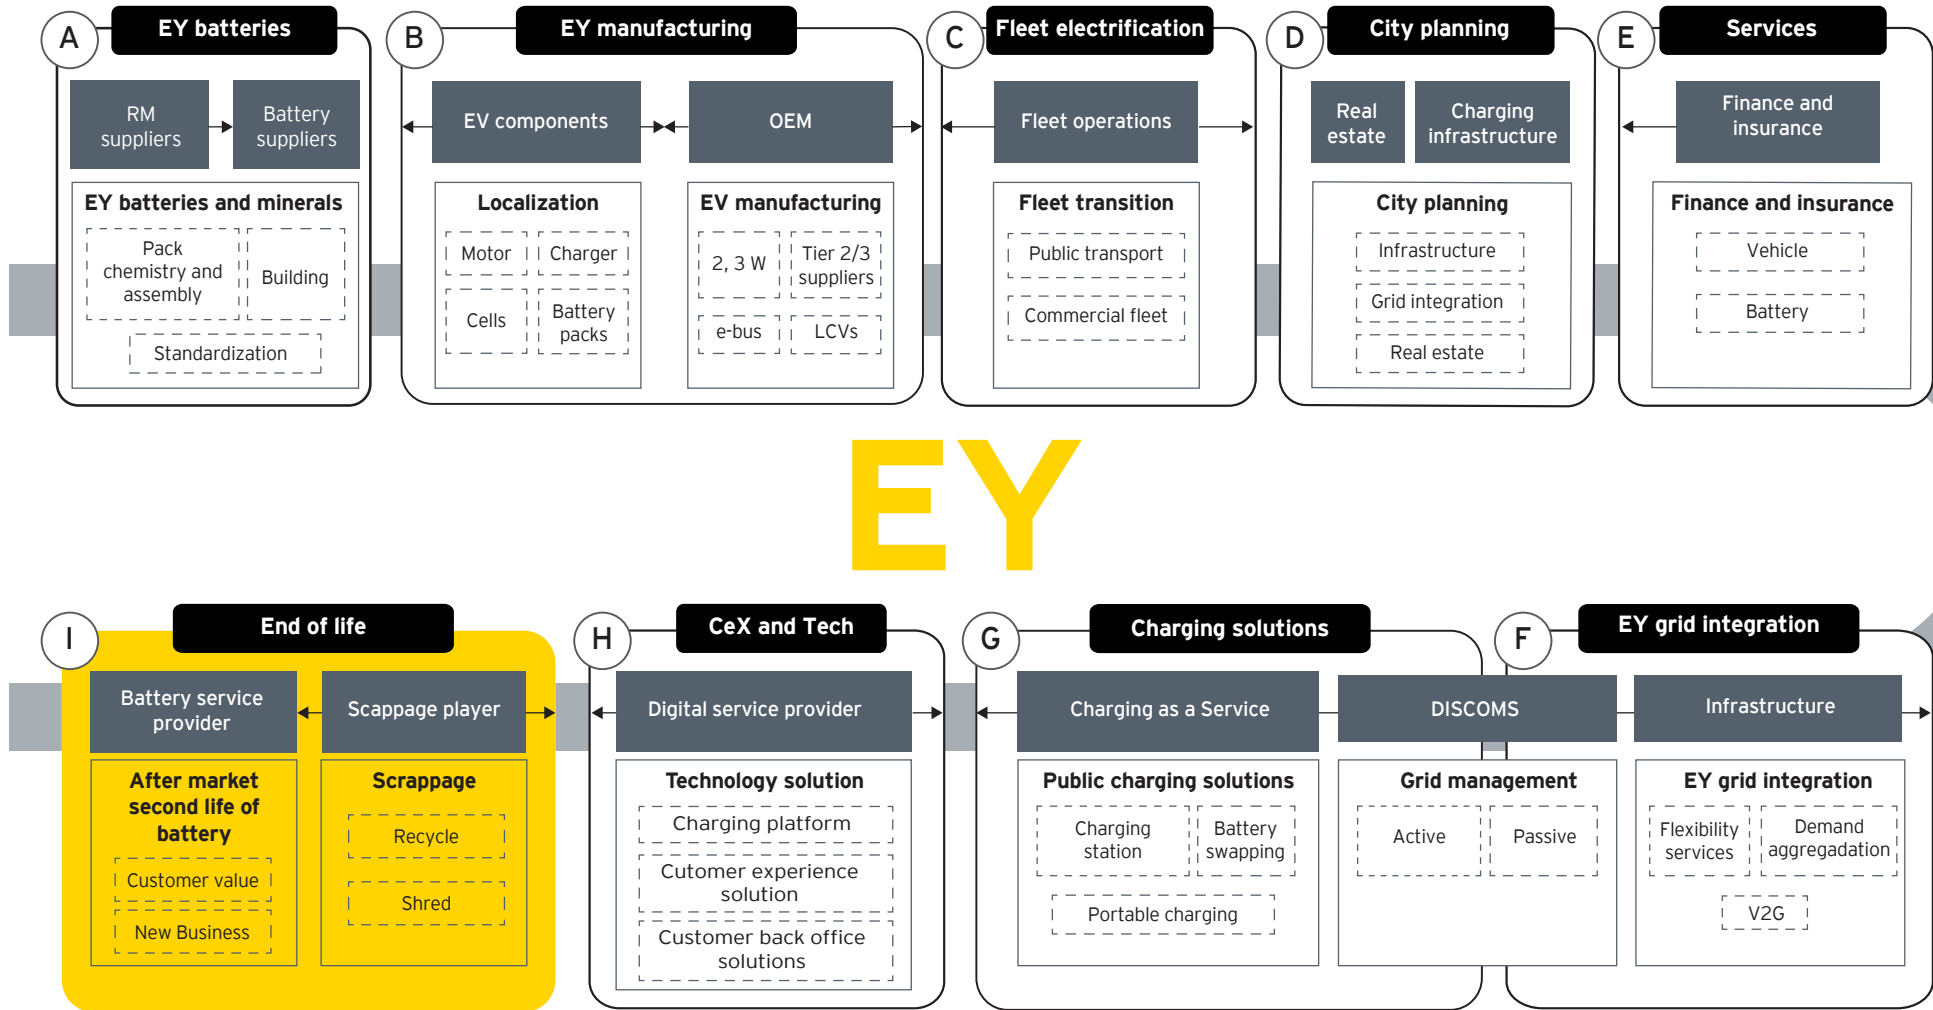 A
EY batteries
RM
suppliers
Battery
suppliers
EY batteries and minerals
Pack
chemistry and
assembly
Building
Standardization
B
EY manufacturing
EV components
OEM
Localization
Motor
Charger
Cells
Battery
packs
EV manufacturing
2, 3 W
Tier 2/3
suppliers
e-bus
LCVs
C
Fleet electrification
Fleet operations
Fleet transition
Public transport
Commercial fleet
D
City planning
Real
estate
Charging
infrastructure
City planning
Infrastructure
Grid integration
Real estate
E
Services
Finance and
insurance
Finance and insurance
Vehicle
Battery
EY
I
End of life
Battery service
provider
Scappage player
After market
second life of
battery
Customer value
New Business
Scrappage
Recycle
Shred
H
CeX and Tech
Digital service provider
Technology solution
Charging platform
Cutomer experience
solution
Customer back office
solutions
G
Charging solutions
Charging as a Service
DISCOMS
Public charging solutions
Charging
station
Battery
swapping
Portable charging
Grid management
Active
Passive
F
EY grid integration
Infrastructure
EY grid integration
Flexibility
services
Demand
aggregadation
V2G